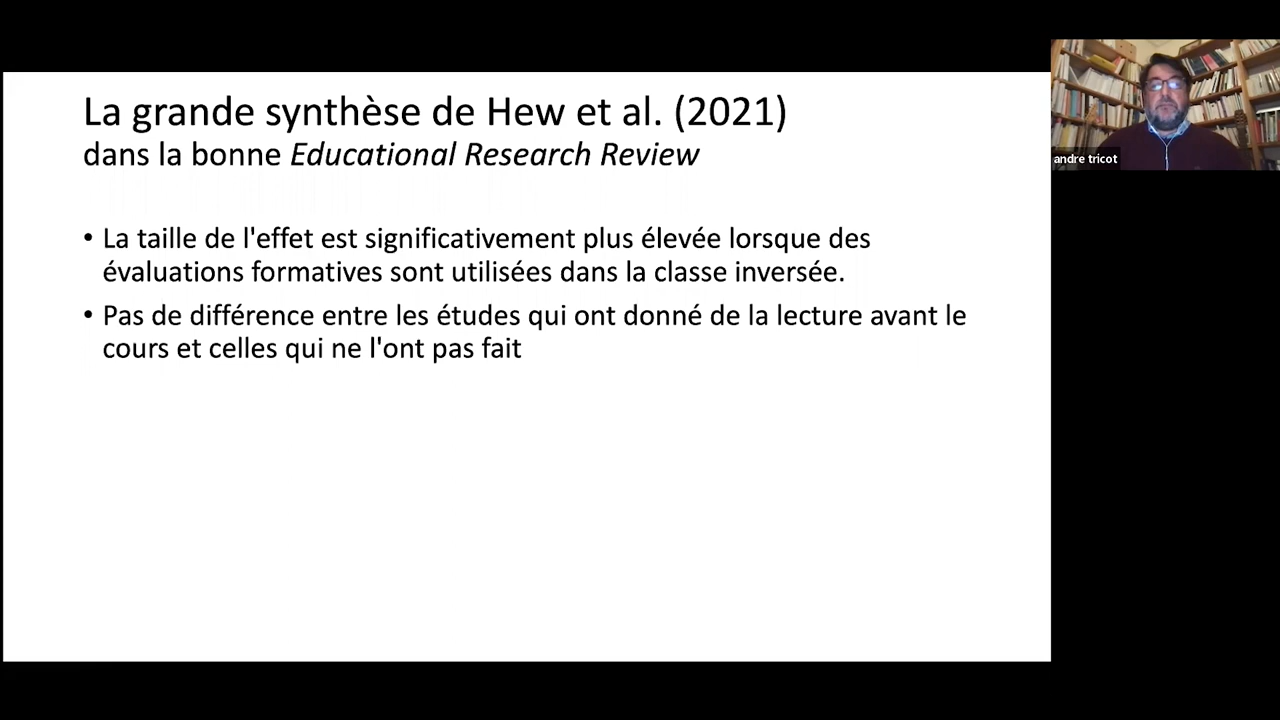 La grande synthèse de Hew et al. (2021)
dans la bonne Educational Research Review
• La taille de l'effet est significativement plus élevée lorsque des
évaluations formatives sont utilisées dans la classe inversée.
• Pas de différence entre les études qui ont donné de la lecture avant le
cours et celles qui ne l'ont pas fait
andre tricot